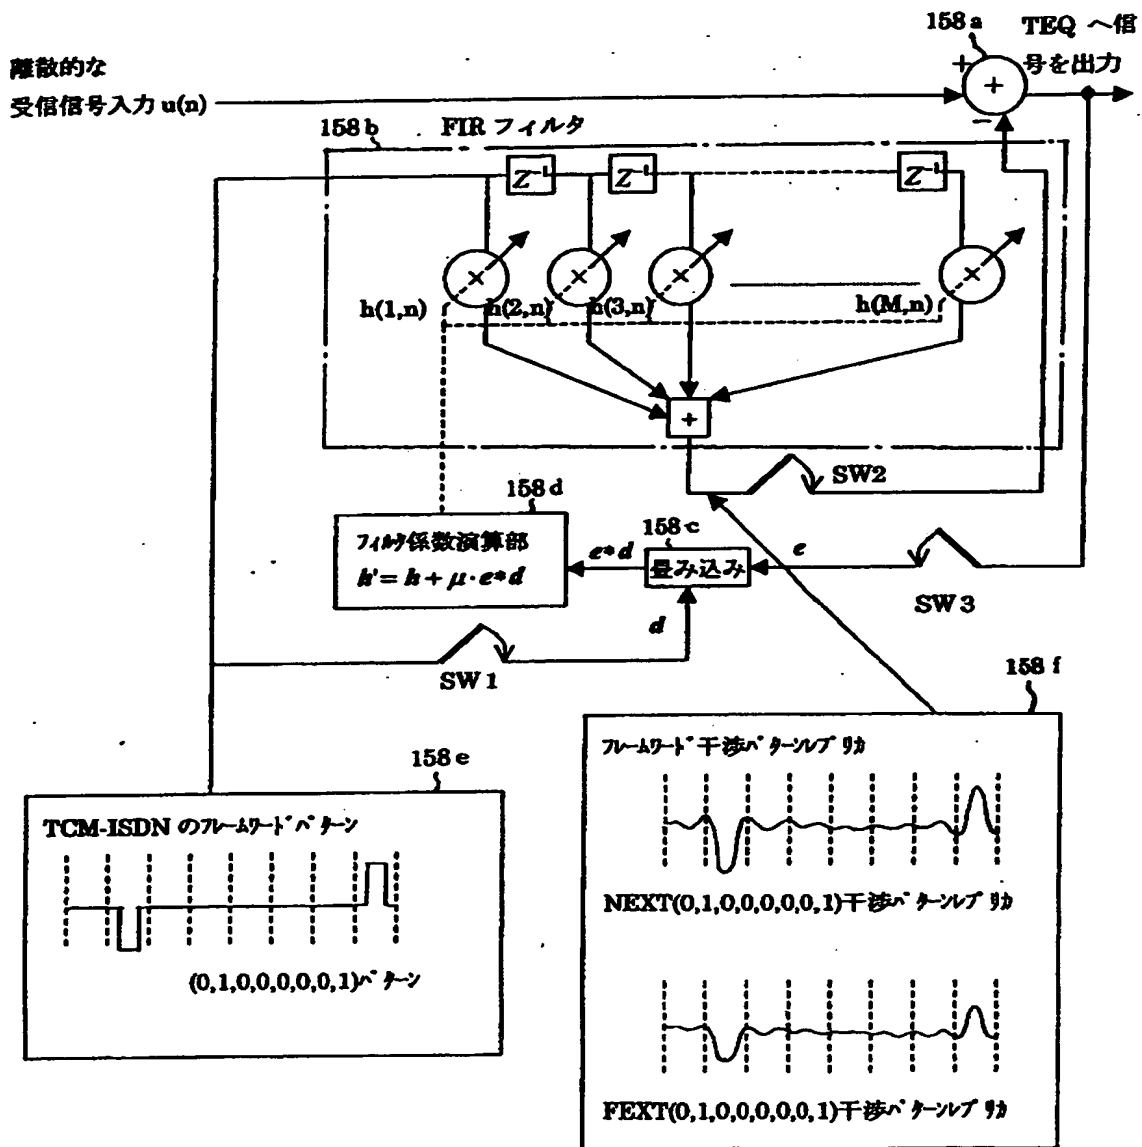 158a
TEQ へ信
号を出力
離散的な
受信信号入力 u(n)
+
+
−
158b
FIR フィルタ
Z⁻¹
Z⁻¹
Z⁻¹
×
×
×
×
h(1,n)
h(2,n)
h(3,n)
h(M,n)
+
SW2
158d
フィルタ係数演算部
h' = h + μ·e*d
e*d
158c
畳み込み
e
d
SW3
SW1
158e
TCM-ISDN のフレームワードパターン
(0,1,0,0,0,0,0,1)パターン
158f
フレームワード干渉パターンレプリカ
NEXT(0,1,0,0,0,0,0,1)干渉パターンレプリカ
FEXT(0,1,0,0,0,0,0,1)干渉パターンレプリカ